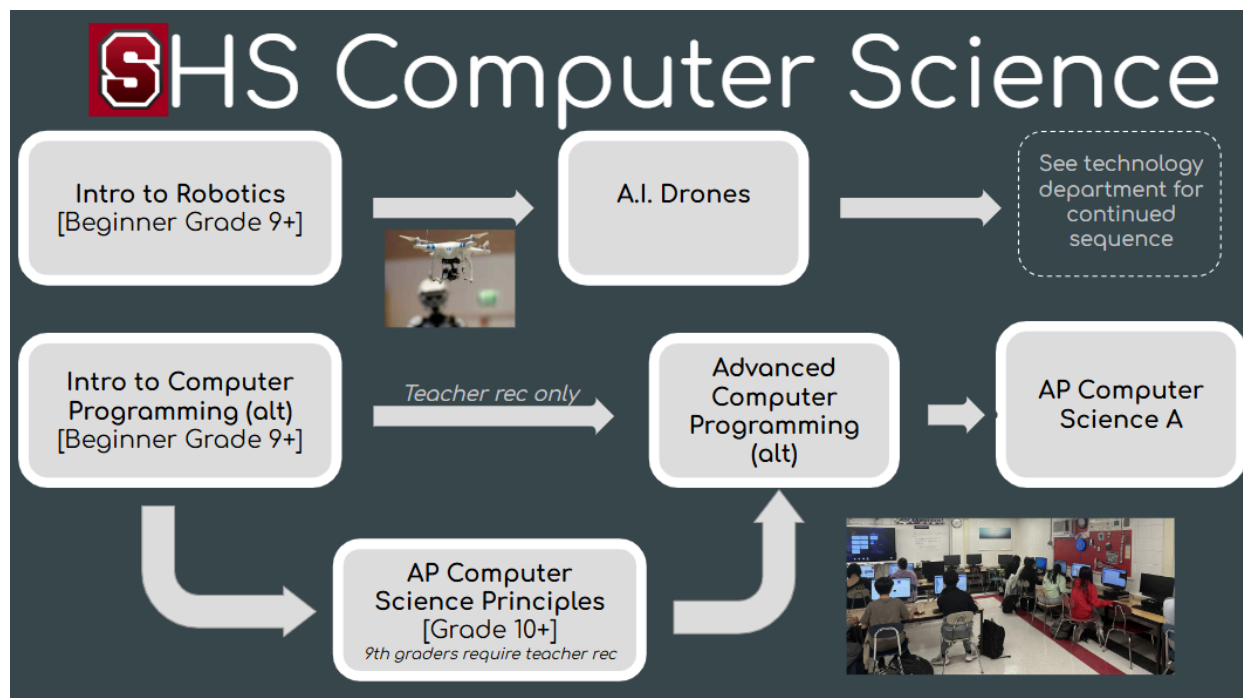 SHS Computer Science
Intro to Robotics
[Beginner Grade 9+]
A.I. Drones
See technology
department for
continued
sequence
Intro to Computer
Programming (alt)
[Beginner Grade 9+]
Teacher rec only
Advanced
Computer
Programming
(alt)
AP Computer
Science A
AP Computer
Science Principles
[Grade 10+]
9th graders require teacher rec